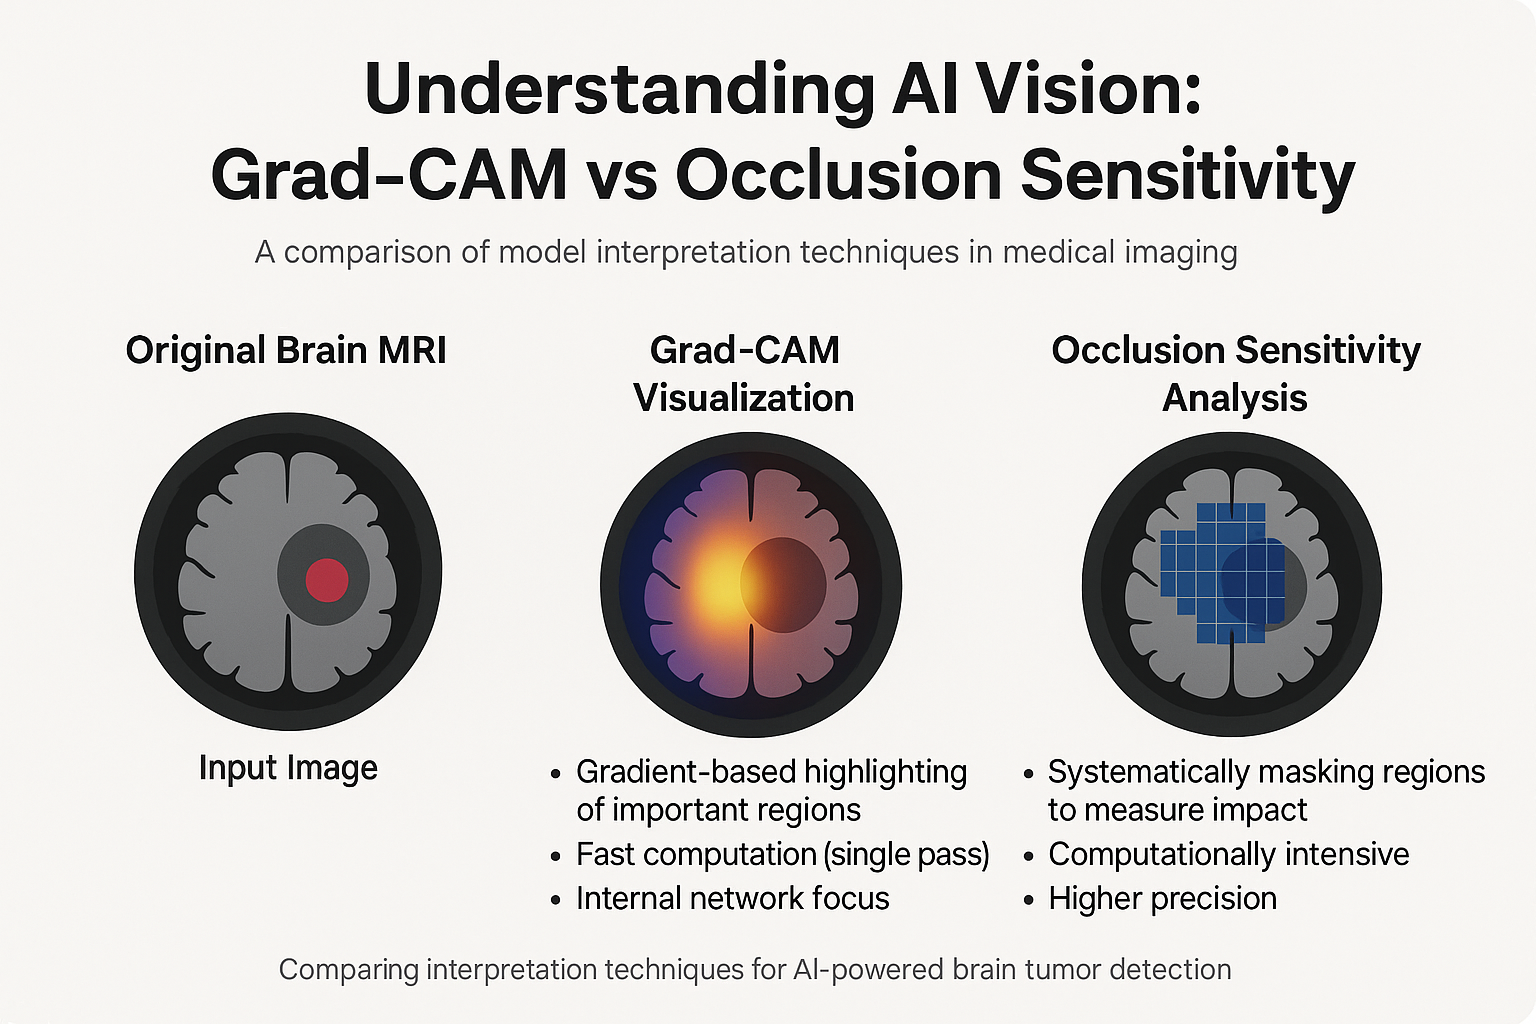 Understanding AI Vision:
Grad-CAM vs Occlusion Sensitivity
A comparison of model interpretation techniques in medical imaging
Original Brain MRI
Input Image
Grad-CAM
Visualization
• Gradient-based highlighting
of important regions
• Fast computation (single pass)
• Internal network focus
Occlusion Sensitivity
Analysis
• Systematically masking regions
to measure impact
• Computationally intensive
• Higher precision
Comparing interpretation techniques for AI-powered brain tumor detection